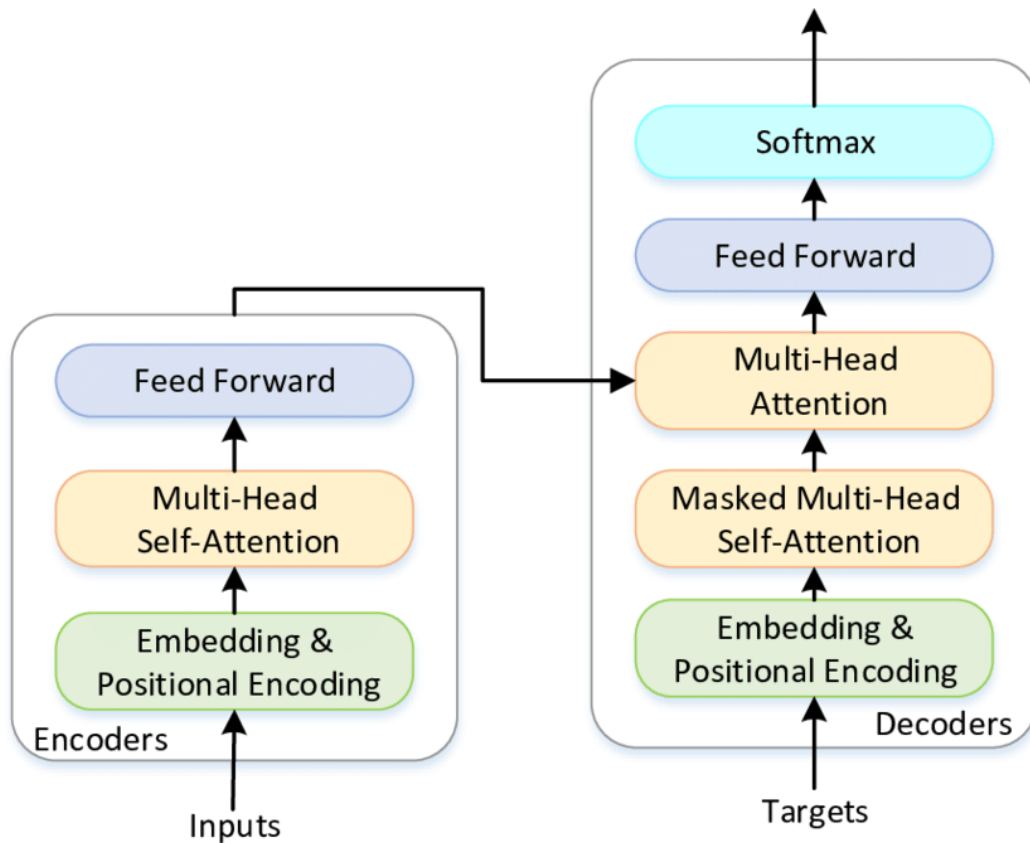 Feed Forward
Multi-Head
Self-Attention
Embedding &
Positional Encoding
Encoders
Inputs
Softmax
Feed Forward
Multi-Head
Attention
Masked Multi-Head
Self-Attention
Embedding &
Positional Encoding
Decoders
Targets